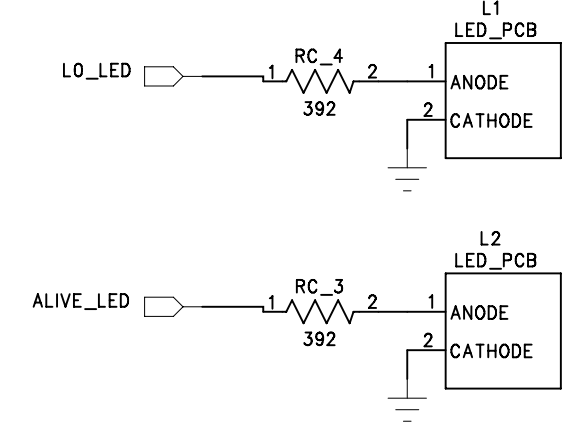 L1
LED_PCB
LO_LED
1
RC_4
2
1
ANODE
392
2
CATHODE
L2
LED_PCB
ALIVE_LED
1
RC_3
2
1
ANODE
392
2
CATHODE